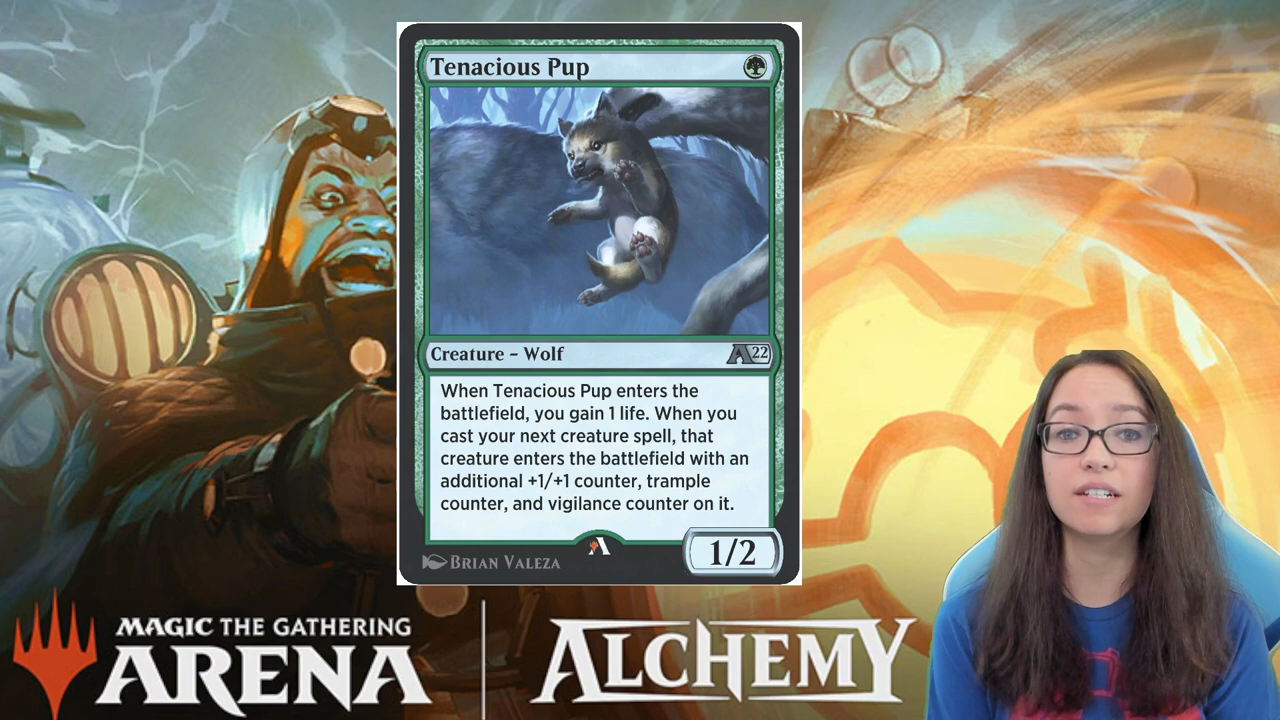 Tenacious Pup
Creature – Wolf
A22
When Tenacious Pup enters the
battlefield, you gain 1 life. When you
cast your next creature spell, that
creature enters the battlefield with an
additional +1/+1 counter, trample
counter, and vigilance counter on it.
1/2
Brian Valeza
MAGIC THE GATHERING
ARENA
ALCHEMY